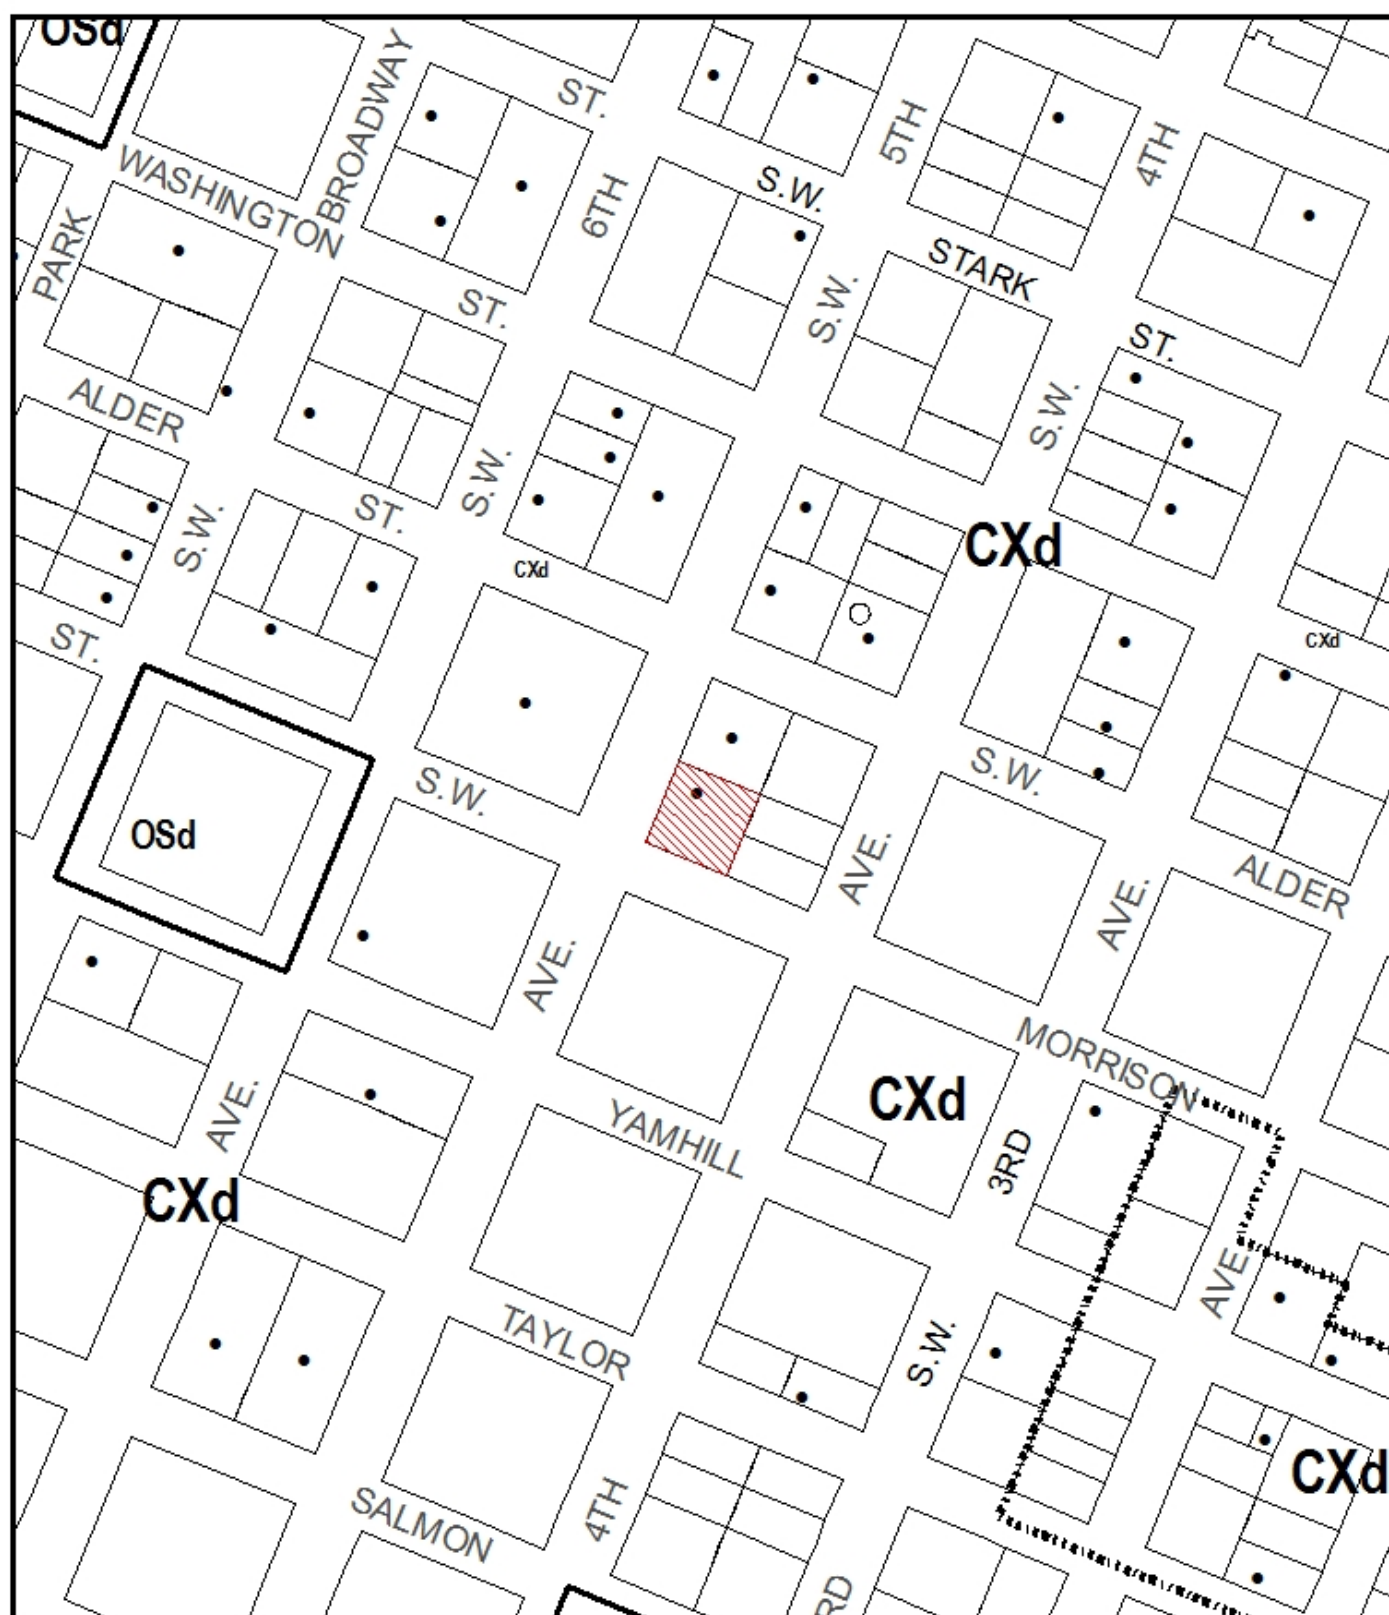 OSd
BROADWAY
ST.
5TH
4TH
WASHINGTON
6TH
S.W.
PARK
STARK
ST.
S.W.
ST.
ALDER
S.W.
S.W.
ST.
S.W.
CXd
CXd
ST.
CXd
S.W.
S.W.
OSd
AVE.
ALDER
AVE.
AVE.
MORRISON
CXd
YAMHILL
AVE.
3RD
CXd
AVE.
TAYLOR
S.W.
CXd
SALMON
4TH
RD